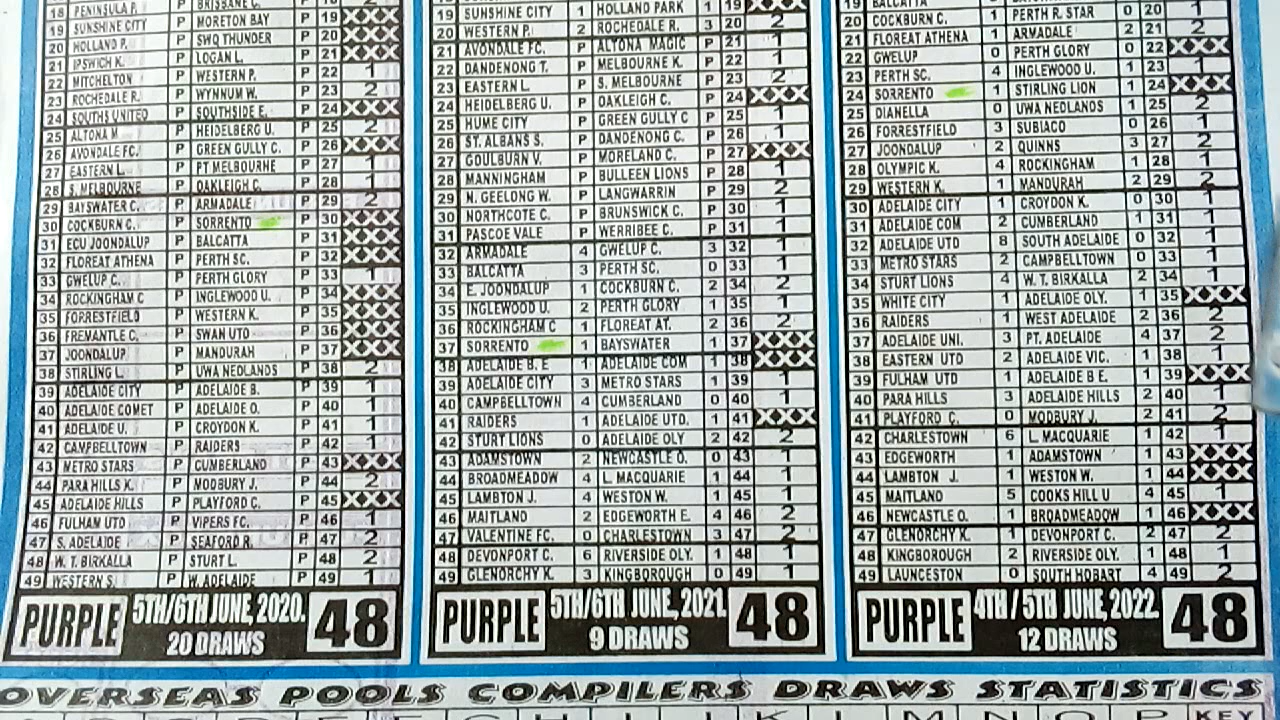 18 PENINSULA P. P BRISBANE C. P 18
19 SUNSHINE CITY P MORETON BAY P 19 XXX
20 HOLLAND P. P SWQ THUNDER P 20 XXX
21 IPSWICH K. P LOGAN L. P 21 XXX
22 MITCHELTON P WESTERN P. P 22 1
23 ROCHEDALE R. P WYNNUM W. P 23 2
24 SOUTHS UNITED P SOUTHSIDE E. P 24 XXX
25 ALTONA M. P HEIDELBERG U. P 25 2
26 AVONDALE FC. P GREEN GULLY C. P 26 XXX
27 EASTERN L. P PT MELBOURNE P 27 1
28 S. MELBOURNE P OAKLEIGH C. P 28 1
29 BAYSWATER C. P ARMADALE P 29 2
30 COCKBURN C. P SORRENTO P 30 XXX
31 ECU JOONDALUP P BALCATTA P 31 XXX
32 FLOREAT ATHENA P PERTH SC. P 32 XXX
33 GWELUP C. P PERTH GLORY P 33 1
34 ROCKINGHAM C P INGLEWOOD U. P 34 XXX
35 FORRESTFIELD P WESTERN K. P 35 XXX
36 FREMANTLE C. P SWAN UTD P 36 XXX
37 JOONDALUP P MANDURAH P 37 XXX
38 STIRLING L. P UWA NEDLANDS P 38 2
39 ADELAIDE CITY P ADELAIDE B. P 39 1
40 ADELAIDE COMET P ADELAIDE O. P 40 1
41 ADELAIDE U. P CROYDON K. P 41 1
42 CAMPBELLTOWN P RAIDERS P 42 1
43 METRO STARS P CUMBERLAND P 43 XXX
44 PARA HILLS K. P MODBURY J. P 44 2
45 ADELAIDE HILLS P PLAYFORD C. P 45 XXX
46 FULHAM UTD P VIPERS FC. P 46 1
47 S. ADELAIDE P SEAFORD R. P 47 2
48 W. T. BIRKALLA P STURT L. P 48 2
49 WESTERN S. P W. ADELAIDE P 49 1
PURPLE 5TH/6TH JUNE, 2020. 20 DRAWS 48
19 SUNSHINE CITY 1 HOLLAND PARK 1 19 XXX
20 WESTERN P. 2 ROCHEDALE R. 3 20 2
21 AVONDALE FC. P ALTONA MAGIC P 21 1
22 DANDENONG T. P MELBOURNE K. P 22 1
23 EASTERN L. P S. MELBOURNE P 23 2
24 HEIDELBERG U. P OAKLEIGH C. P 24 XXX
25 HUME CITY P GREEN GULLY C P 25 1
26 ST. ALBANS S. P DANDENONG C. P 26 1
27 GOULBURN V. P MORELAND C. P 27 XXX
28 MANNINGHAM P BULLEEN LIONS P 28 1
29 N. GEELONG W. P LANGWARRIN P 29 2
30 NORTHCOTE C. P BRUNSWICK C. P 30 1
31 PASCOE VALE P WERRIBEE C. P 31 1
32 ARMADALE 4 GWELUP C. 3 32 1
33 BALCATTA 3 PERTH SC. 0 33 1
34 E. JOONDALUP 1 COCKBURN C. 2 34 2
35 INGLEWOOD U. 2 PERTH GLORY 1 35 1
36 ROCKINGHAM C 1 FLOREAT AT. 2 36 2
37 SORRENTO 1 BAYSWATER 1 37 XXX
38 ADELAIDE B. E 1 ADELAIDE COM 1 38 XXX
39 ADELAIDE CITY 3 METRO STARS 1 39 1
40 CAMPBELLTOWN 4 CUMBERLAND 0 40 1
41 RAIDERS 1 ADELAIDE UTD. 1 41 XXX
42 STURT LIONS 0 ADELAIDE OLY 2 42 2
43 ADAMSTOWN 2 NEWCASTLE O. 0 43 1
44 BROADMEADOW 4 L. MACQUARIE 1 44 1
45 LAMBTON J. 4 WESTON W. 1 45 1
46 MAITLAND 2 EDGEWORTH E. 4 46 2
47 VALENTINE FC. 0 CHARLESTOWN 3 47 2
48 DEVONPORT C. 6 RIVERSIDE OLY. 1 48 1
49 GLENORCHY K. 3 KINGBOROUGH 0 49 1
PURPLE 5TH/6TH JUNE, 2021. 9 DRAWS 48
19 BALCATTA
20 COCKBURN C. 1 PERTH R. STAR 0 20 1
21 FLOREAT ATHENA 1 ARMADALE 2 21 2
22 GWELUP 0 PERTH GLORY 0 22 XXX
23 PERTH SC. 4 INGLEWOOD U. 1 23 1
24 SORRENTO 1 STIRLING LION 1 24 XXX
25 DIANELLA 0 UWA NEDLANDS 1 25 2
26 FORRESTFIELD 3 SUBIACO 0 26 1
27 JOONDALUP 2 QUINNS 3 27 2
28 OLYMPIC K. 4 ROCKINGHAM 1 28 1
29 WESTERN K. 1 MANDURAH 2 29 2
30 ADELAIDE CITY 1 CROYDON K. 0 30 1
31 ADELAIDE COM 2 CUMBERLAND 1 31 1
32 ADELAIDE UTD 8 SOUTH ADELAIDE 0 32 1
33 METRO STARS 2 CAMPBELLTOWN 0 33 1
34 STURT LIONS 4 W. T. BIRKALLA 2 34 1
35 WHITE CITY 1 ADELAIDE OLY. 1 35 XXX
36 RAIDERS 1 WEST ADELAIDE 2 36 2
37 ADELAIDE UNI. 3 PT. ADELAIDE 4 37 2
38 EASTERN UTD 2 ADELAIDE VIC. 1 38 1
39 FULHAM UTD 1 ADELAIDE B E. 1 39 XXX
40 PARA HILLS 3 ADELAIDE HILLS 2 40 1
41 PLAYFORD C. 0 MODBURY J. 2 41 2
42 CHARLESTOWN 6 L. MACQUARIE 1 42 1
43 EDGEWORTH 1 ADAMSTOWN 1 43 XXX
44 LAMBTON J. 1 WESTON W. 1 44 XXX
45 MAITLAND 5 COOKS HILL U 4 45 1
46 NEWCASTLE O. 1 BROADMEADOW 1 46 XXX
47 GLENORCHY K. 1 DEVONPORT C. 2 47 2
48 KINGBOROUGH 2 RIVERSIDE OLY. 1 48 1
49 LAUNCESTON 0 SOUTH HOBART 4 49 2
PURPLE 4TH / 5TH JUNE, 2022. 12 DRAWS 48
OVERSEAS POOLS COMPILERS DRAWS STATISTICS
KEY